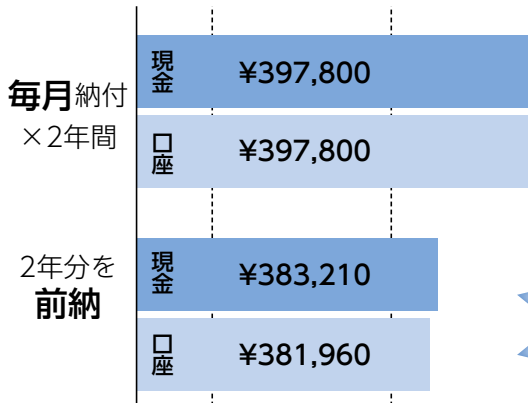 毎月納付
×2年間
現金
¥397,800
口座
¥397,800
2年分を
前納
現金
¥383,210
口座
¥381,960